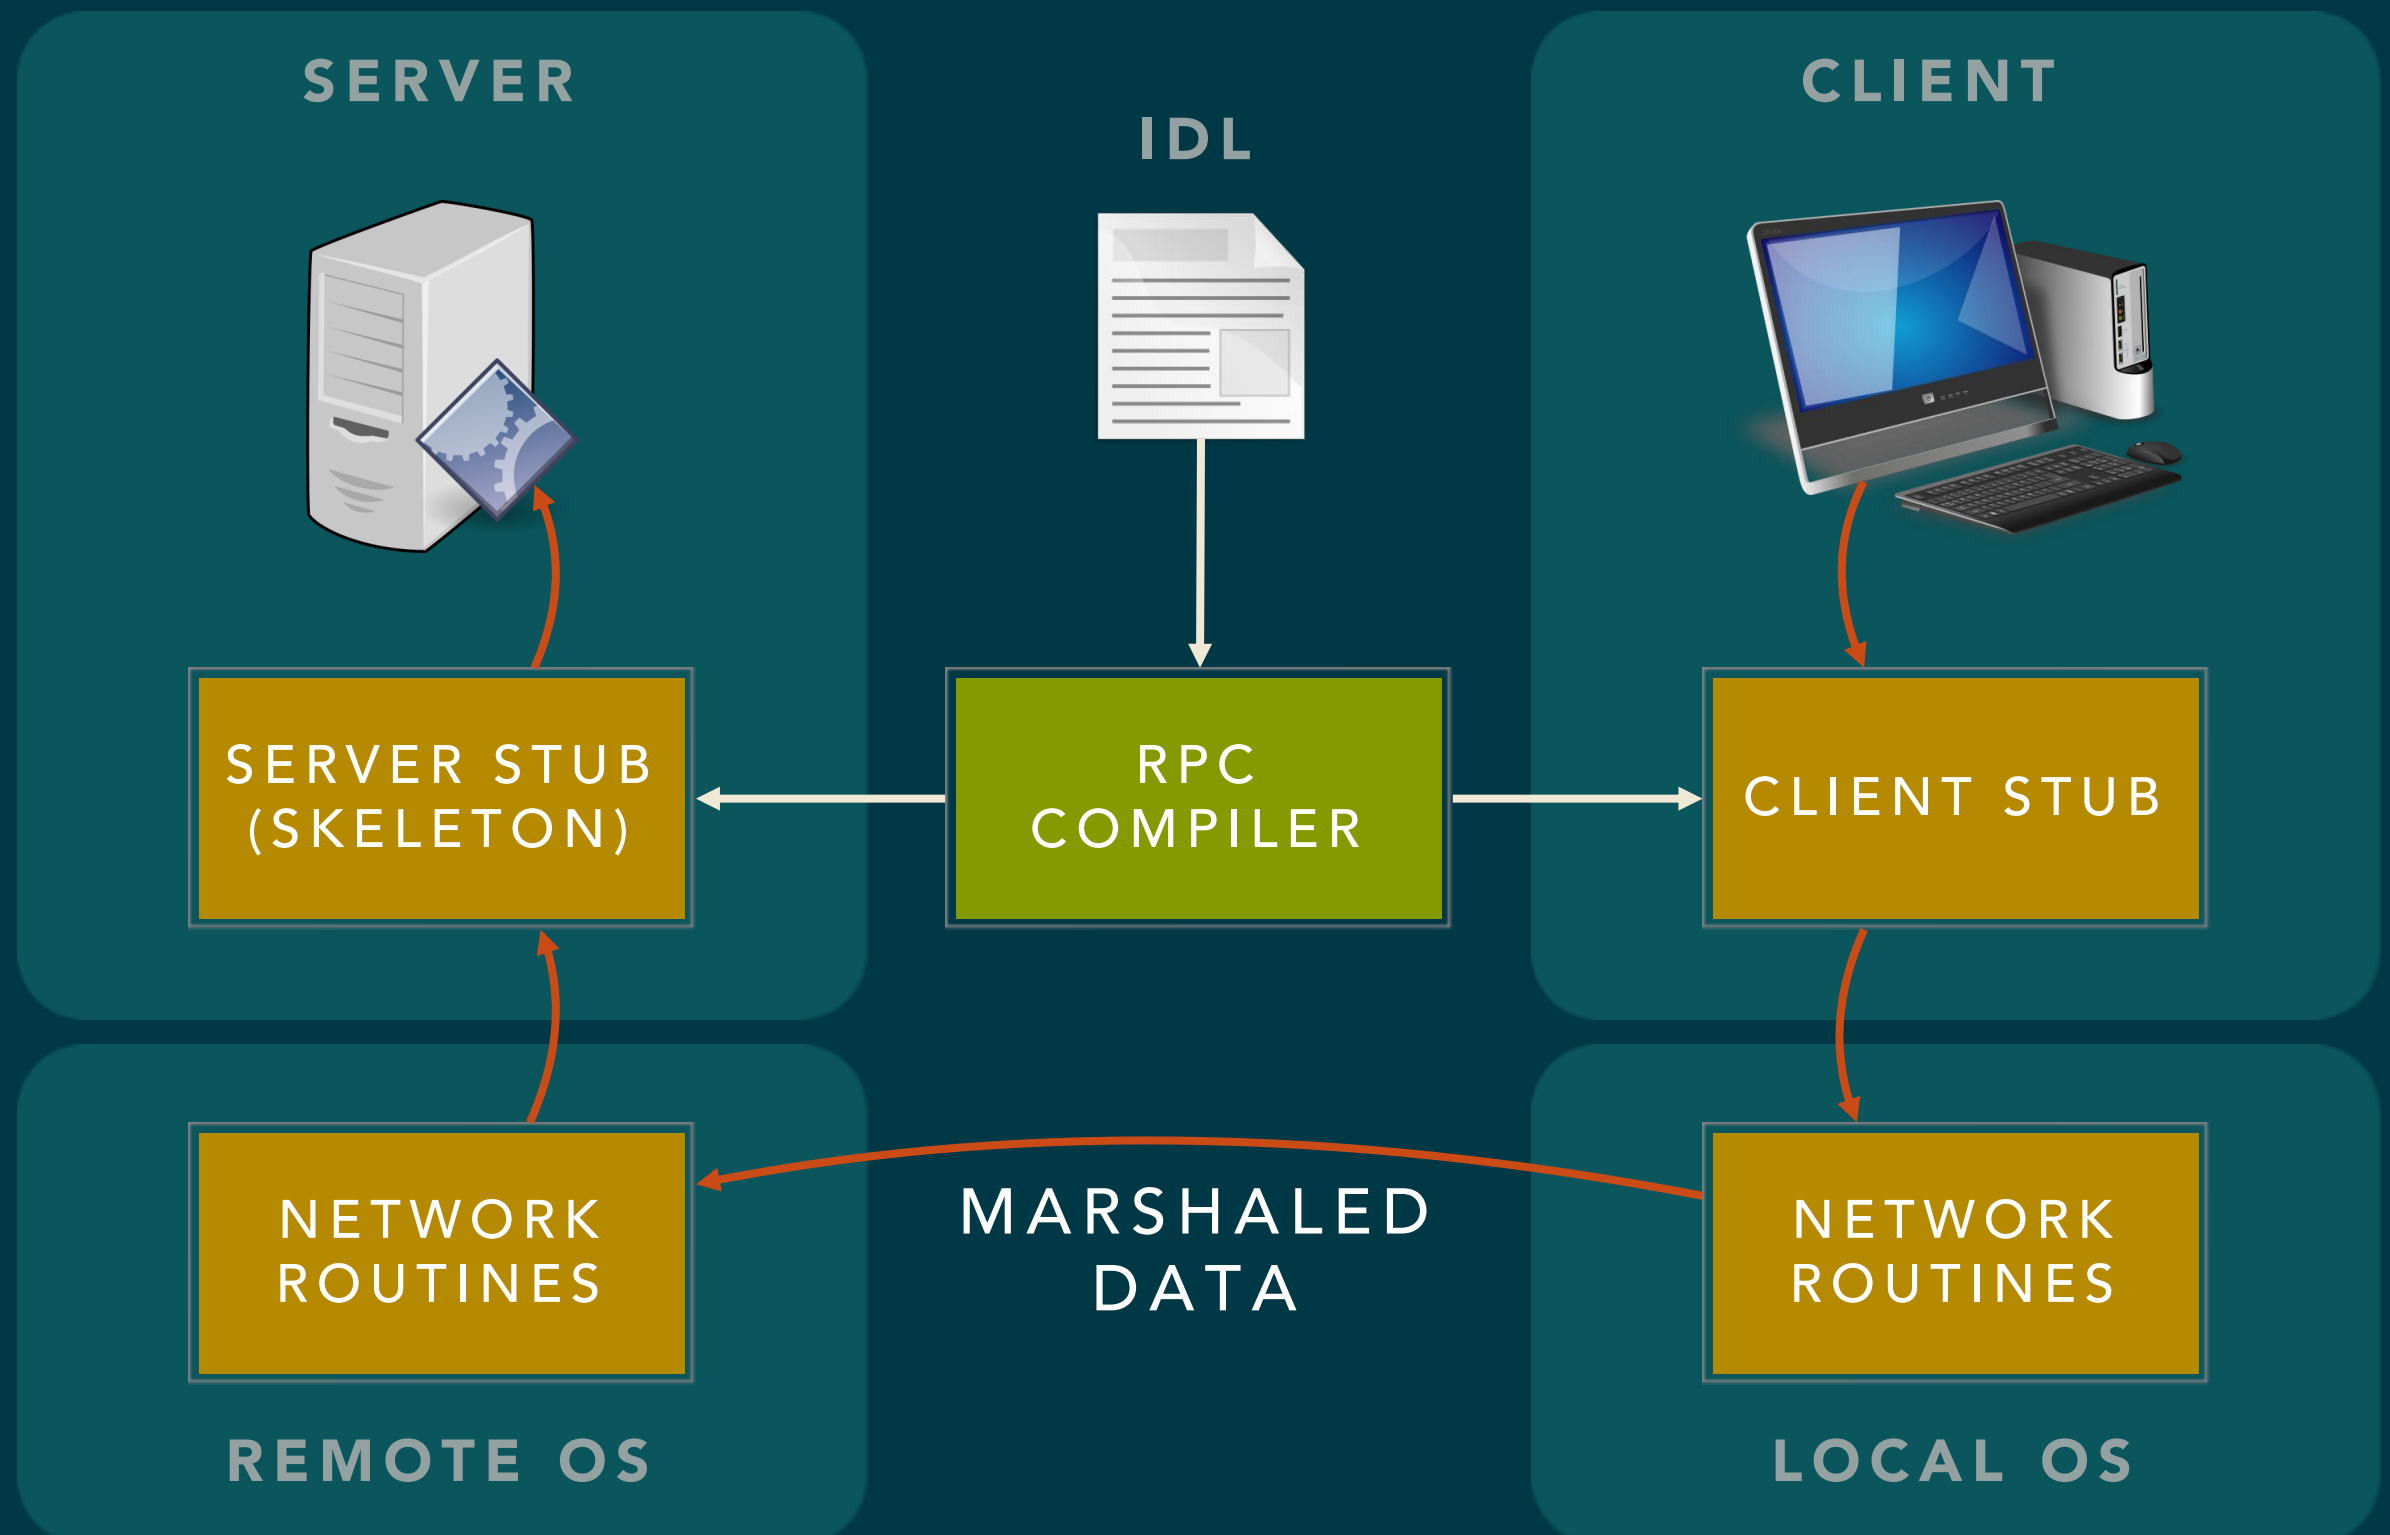 SERVER
IDL
CLIENT
SERVER STUB
(SKELETON)
RPC
COMPILER
CLIENT STUB
NETWORK
ROUTINES
MARSHALED
DATA
NETWORK
ROUTINES
REMOTE OS
LOCAL OS